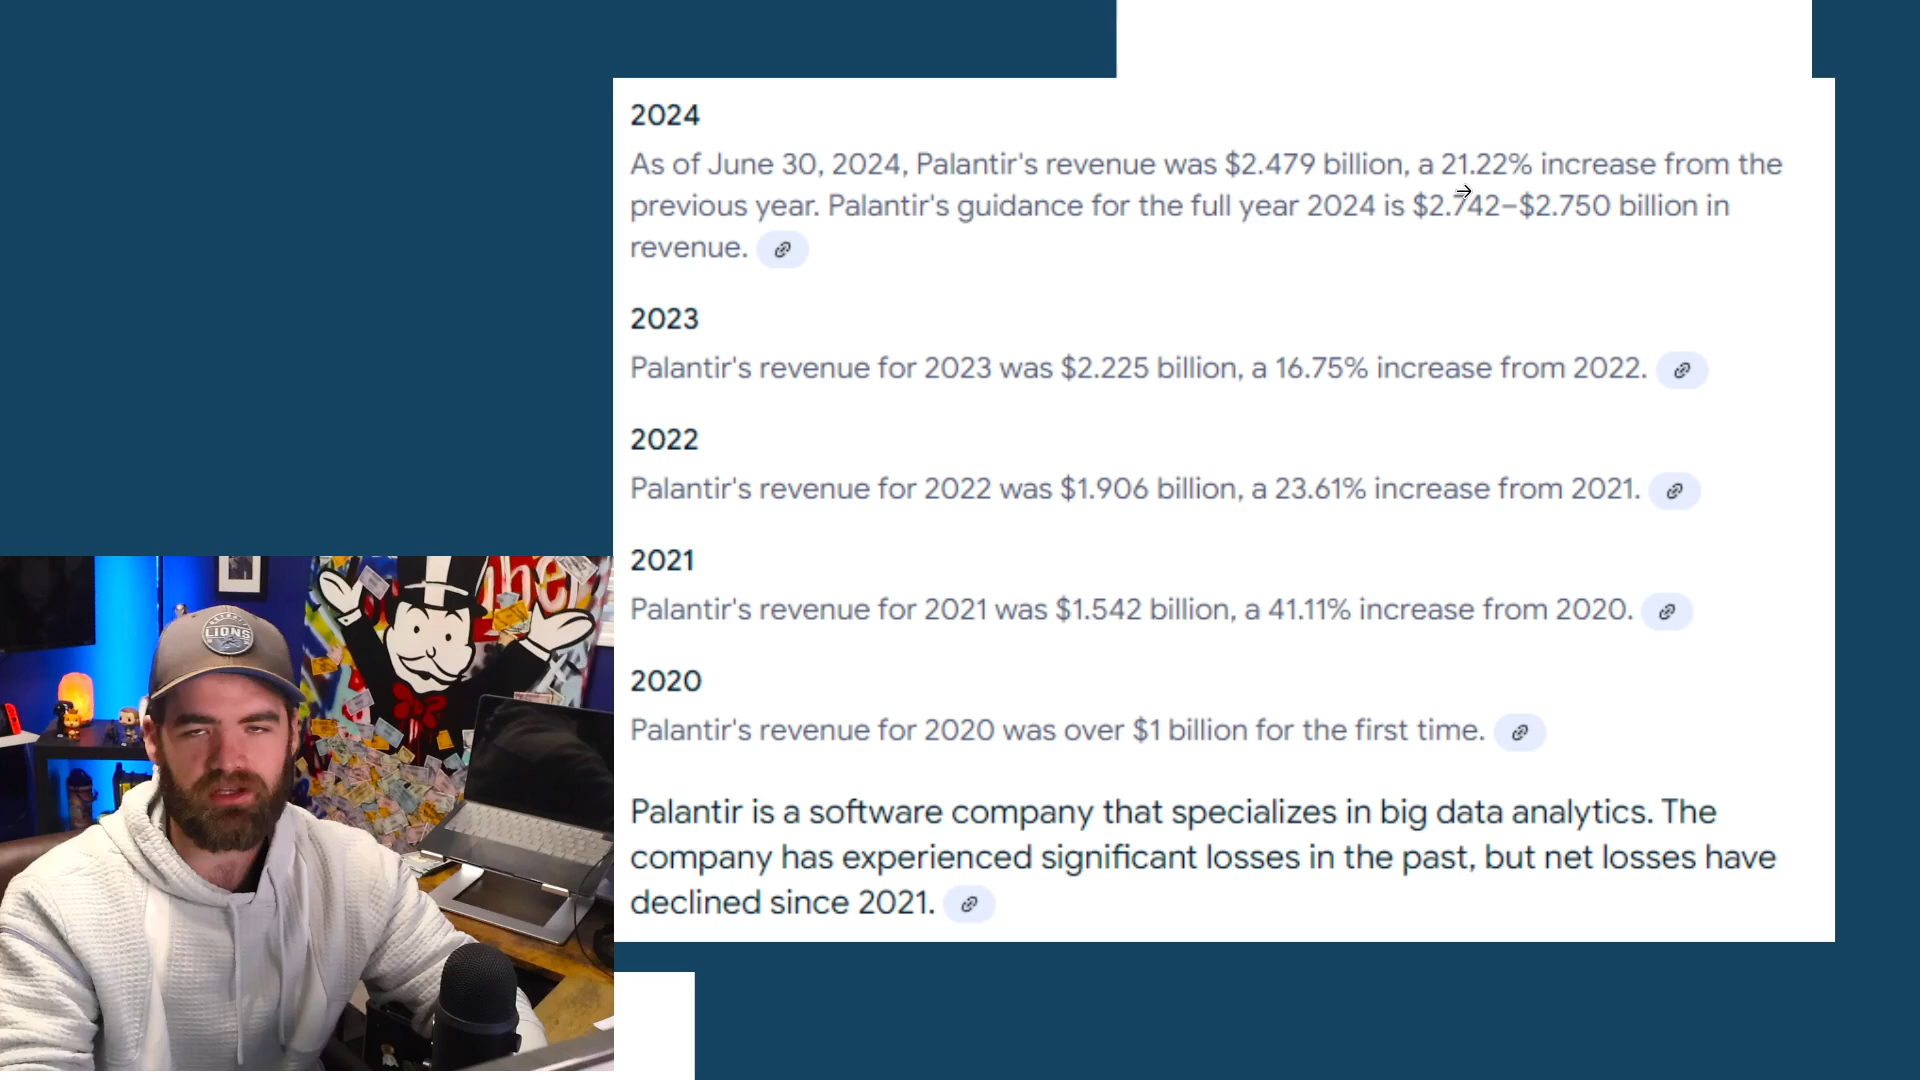 2024
As of June 30, 2024, Palantir's revenue was $2.479 billion, a 21.22% increase from the
previous year. Palantir's guidance for the full year 2024 is $2.742–$2.750 billion in
revenue.
2023
Palantir's revenue for 2023 was $2.225 billion, a 16.75% increase from 2022.
2022
Palantir's revenue for 2022 was $1.906 billion, a 23.61% increase from 2021.
2021
Palantir's revenue for 2021 was $1.542 billion, a 41.11% increase from 2020.
2020
Palantir's revenue for 2020 was over $1 billion for the first time.
Palantir is a software company that specializes in big data analytics. The
company has experienced significant losses in the past, but net losses have
declined since 2021.
LIONS